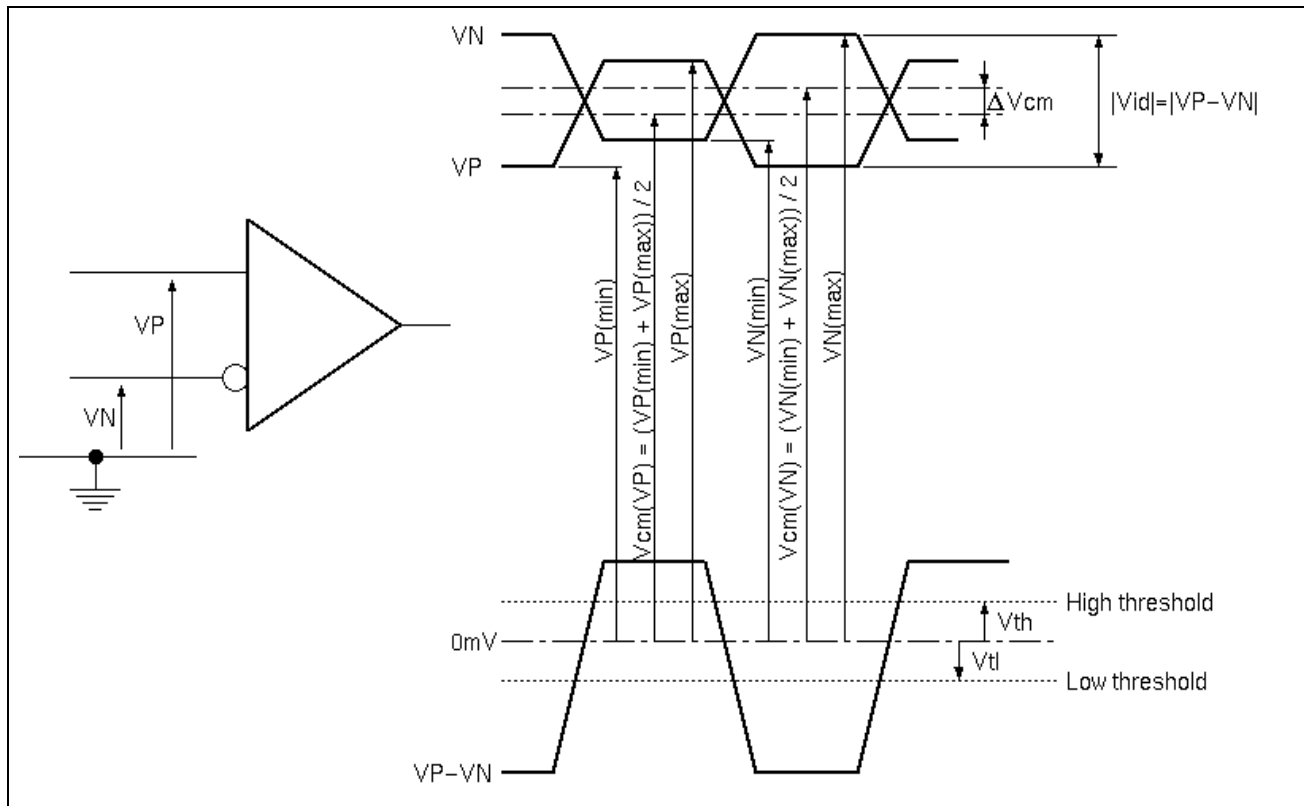 VN
ΔVcm
|Vid|=|VP−VN|
VP
VP(min)
Vcm(VP) = (VP(min) + VP(max)) / 2
VP(max)
VN(min)
Vcm(VN) = (VN(min) + VN(max)) / 2
VN(max)
VP
VN
High threshold
Vth
0mV
Vtl
Low threshold
VP−VN